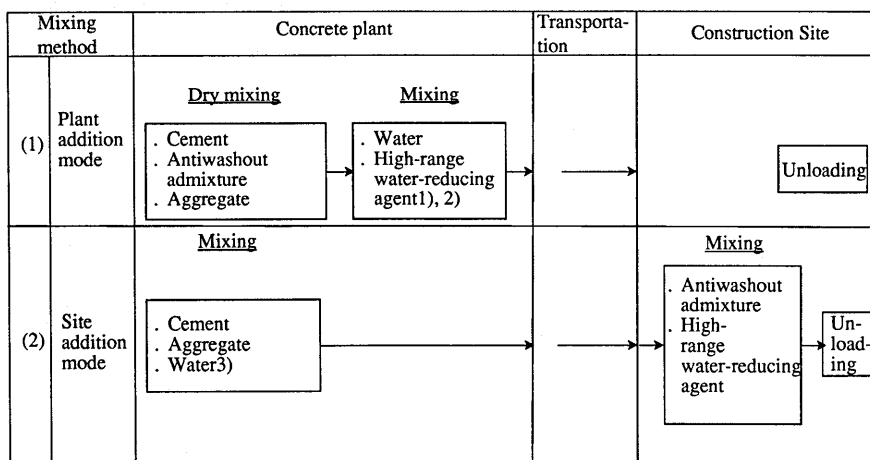 Mixing
method
Concrete plant
Transporta-
tion
Construction Site
(1)
Plant
addition
mode
Dry mixing
. Cement
. Antiwashout
admixture
. Aggregate
Mixing
. Water
. High-range
water-reducing
agent1), 2)
Unloading
(2)
Site
addition
mode
Mixing
. Cement
. Aggregate
. Water3)
Mixing
. Antiwashout
admixture
. High-
range
water-reducing
agent
Un-
load-
ing